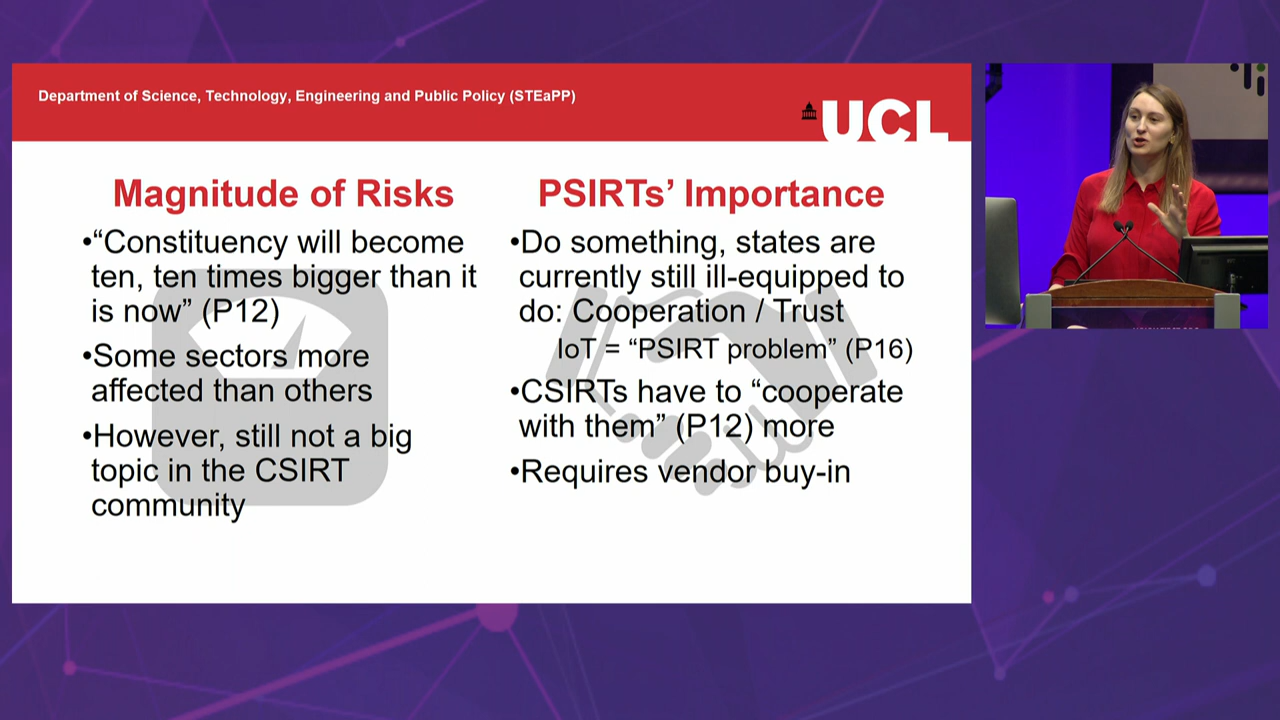 Department of Science, Technology, Engineering and Public Policy (STEaPP)
UCL
Magnitude of Risks
•“Constituency will become
ten, ten times bigger than it
is now” (P12)
•Some sectors more
affected than others
•However, still not a big
topic in the CSIRT
community
PSIRTs’ Importance
•Do something, states are
currently still ill-equipped to
do: Cooperation / Trust
IoT = “PSIRT problem” (P16)
•CSIRTs have to “cooperate
with them” (P12) more
•Requires vendor buy-in